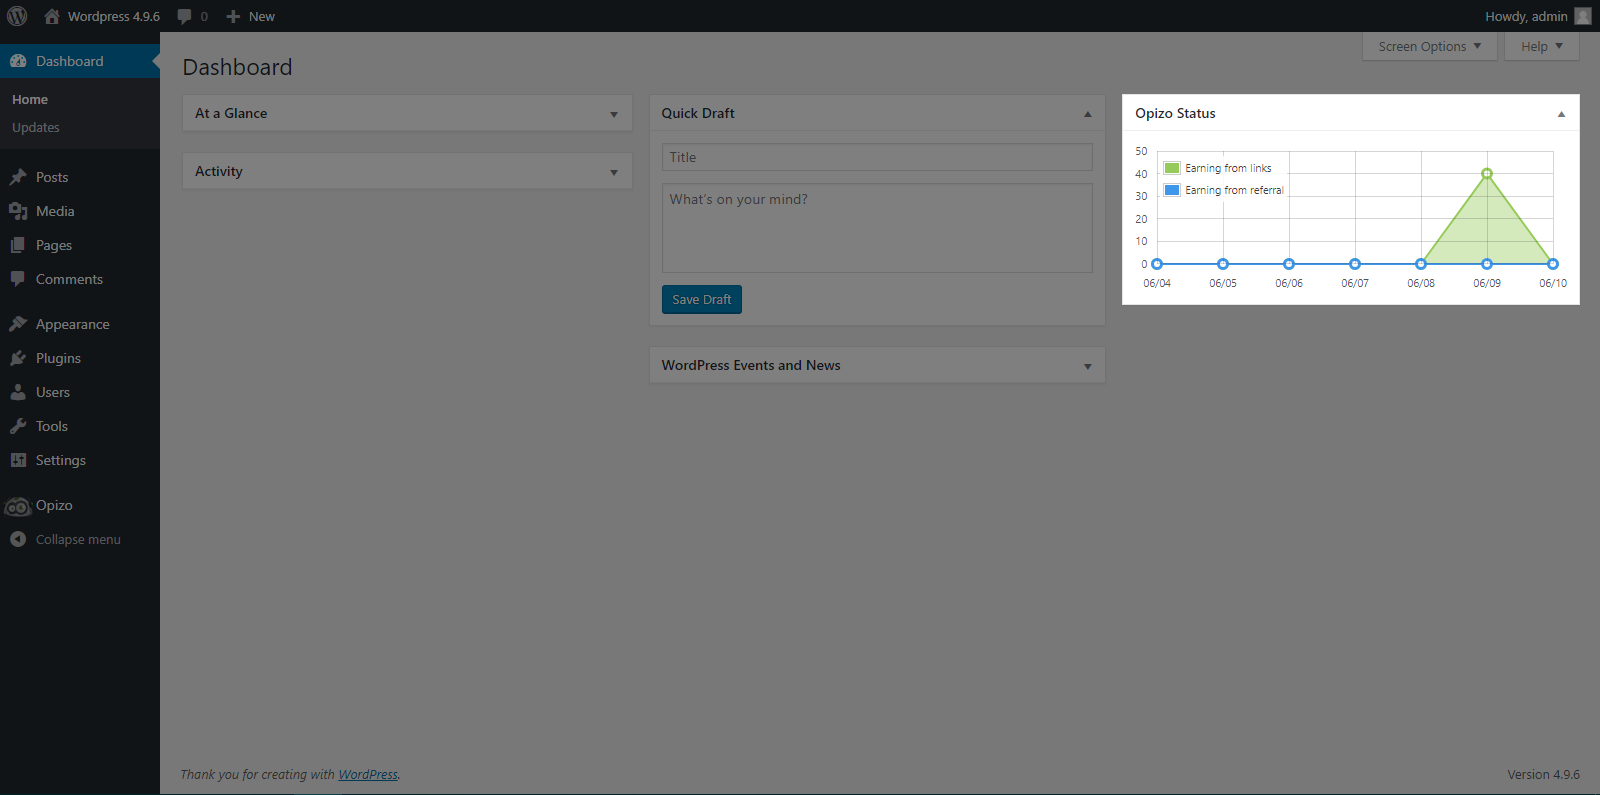 Wordpress 4.9.6 0 New Howdy, admin
Screen Options Help
Dashboard
Home
Updates
Posts
Media
Pages
Comments
Appearance
Plugins
Users
Tools
Settings
Opizo
Collapse menu
Dashboard
At a Glance
Activity
Quick Draft
Title
What's on your mind?
Save Draft
WordPress Events and News
Opizo Status
Earning from links
Earning from referral
50
40
30
20
10
0
06/04 06/05 06/06 06/07 06/08 06/09 06/10
Thank you for creating with WordPress.
Version 4.9.6